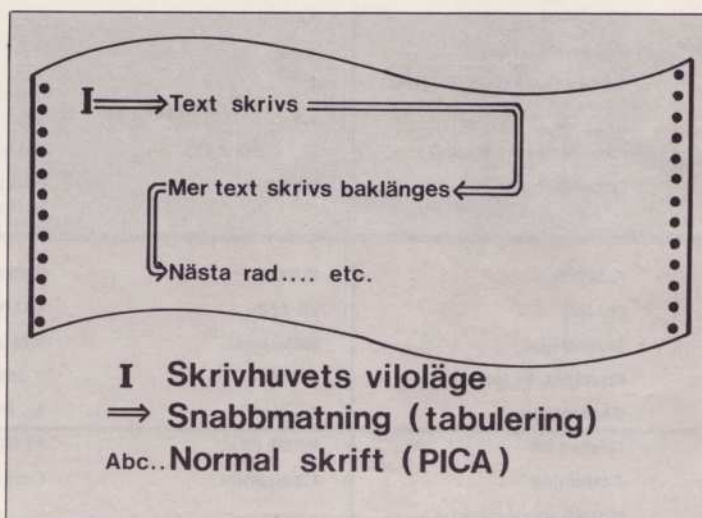 I ⇒ Text skrivs
Mer text skrivs baklänges
Nästa rad.... etc.
I Skrivhuvets viloläge
⇒ Snabbmatning (tabulering)
Abc.. Normal skrift (PICA)